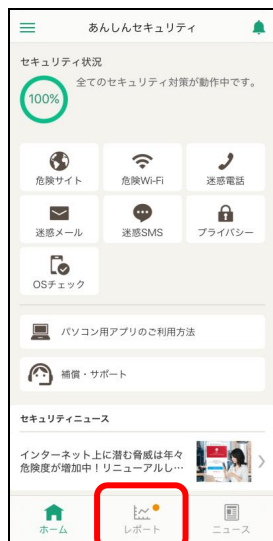 あんしんセキュリティ
セキュリティ状況
100%
全てのセキュリティ対策が動作中です。
危険サイト
危険Wi-Fi
迷惑電話
迷惑メール
迷惑SMS
プライバシー
OSチェック
パソコン用アプリのご利用方法
補償・サポート
セキュリティニュース
インターネット上に潜む脅威は年々
危険度が増加中！リニューアルし…
ホーム
レポート
ニュース